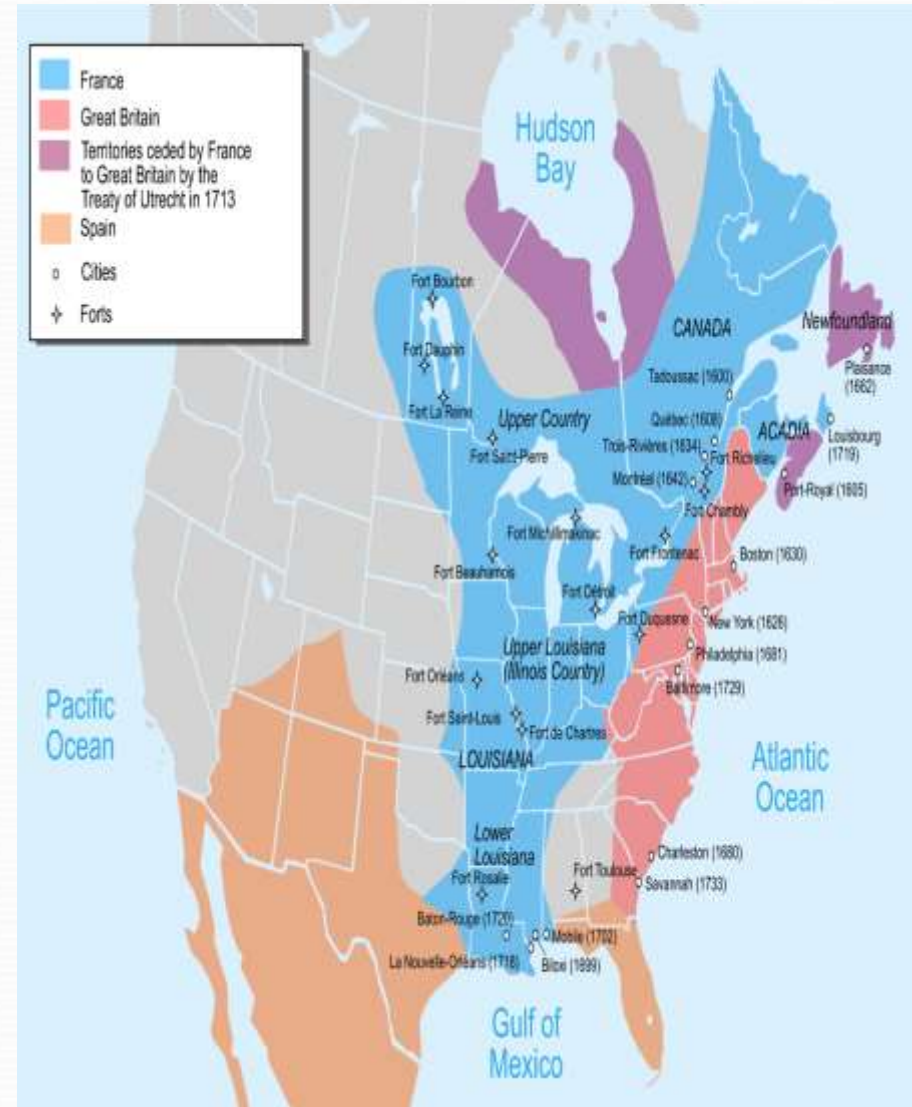 France
Great Britain
Territories ceded by France
to Great Britain by the
Treaty of Utrecht in 1713
Spain
Cities
Forts
Hudson
Bay
Fort Bourbon
Fort Dauphin
Fort La Reine
CANADA
Newfoundland
Plaisance
(1662)
Tadoussac (1600)
Upper Country
Québec (1608)
ACADIA
Louisbourg
(1719)
Fort Saint-Pierre
Trois-Rivières (1634)
Fort Richelieu
Montréal (1642)
Port-Royal (1605)
Fort Chambly
Fort Michilimakinac
Fort Frontenac
Boston (1630)
Fort Beauharnois
Fort Détroit
Fort Duquesne
New York (1626)
Upper Louisiana
(Illinois Country)
Philadelphia (1681)
Fort Orléans
Baltimore (1729)
Pacific
Ocean
Fort Saint-Louis
Fort de Chartres
LOUISIANA
Atlantic
Ocean
Lower
Louisiana
Charleston (1680)
Fort Toulouse
Fort Rosalie
Savannah (1733)
Baton-Rouge (1720)
Mobile (1702)
La Nouvelle-Orléans (1718)
Biloxi (1699)
Gulf of
Mexico